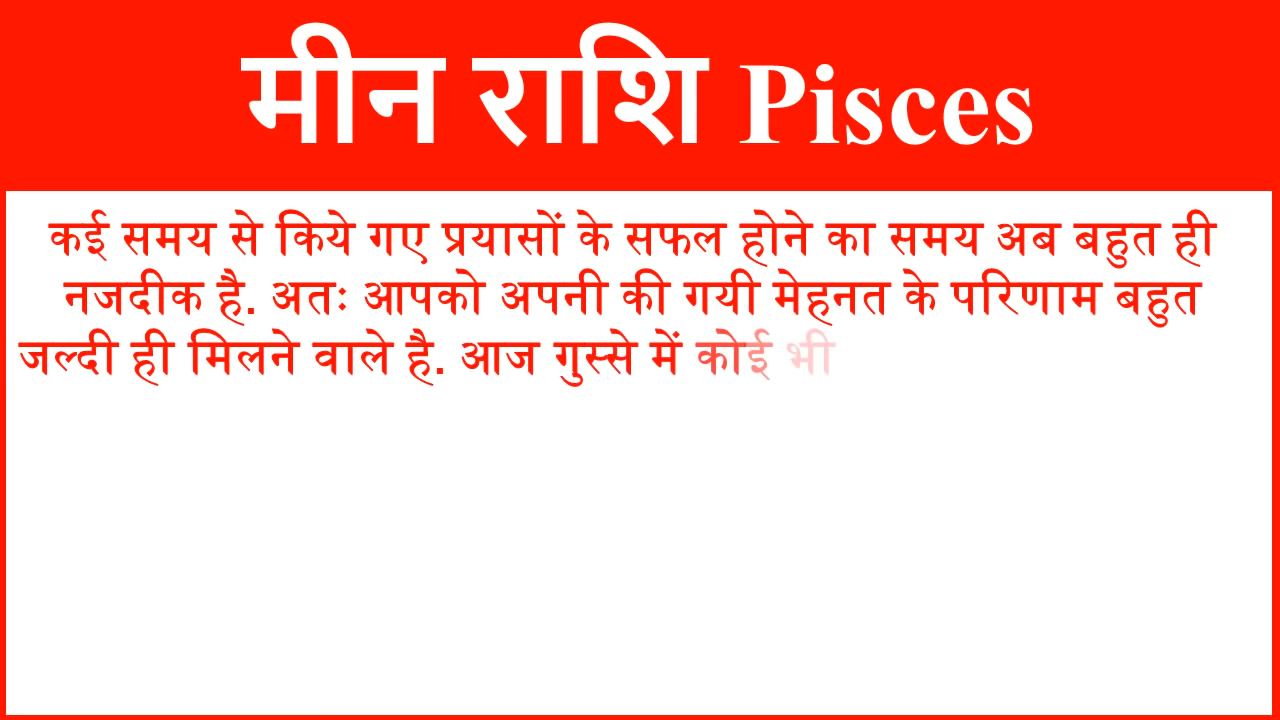 मीन राशि Pisces
कई समय से किये गए प्रयासों के सफल होने का समय अब बहुत ही
नजदीक है. अतः आपको अपनी की गयी मेहनत के परिणाम बहुत
जल्दी ही मिलने वाले है. आज गुस्से में कोई भी